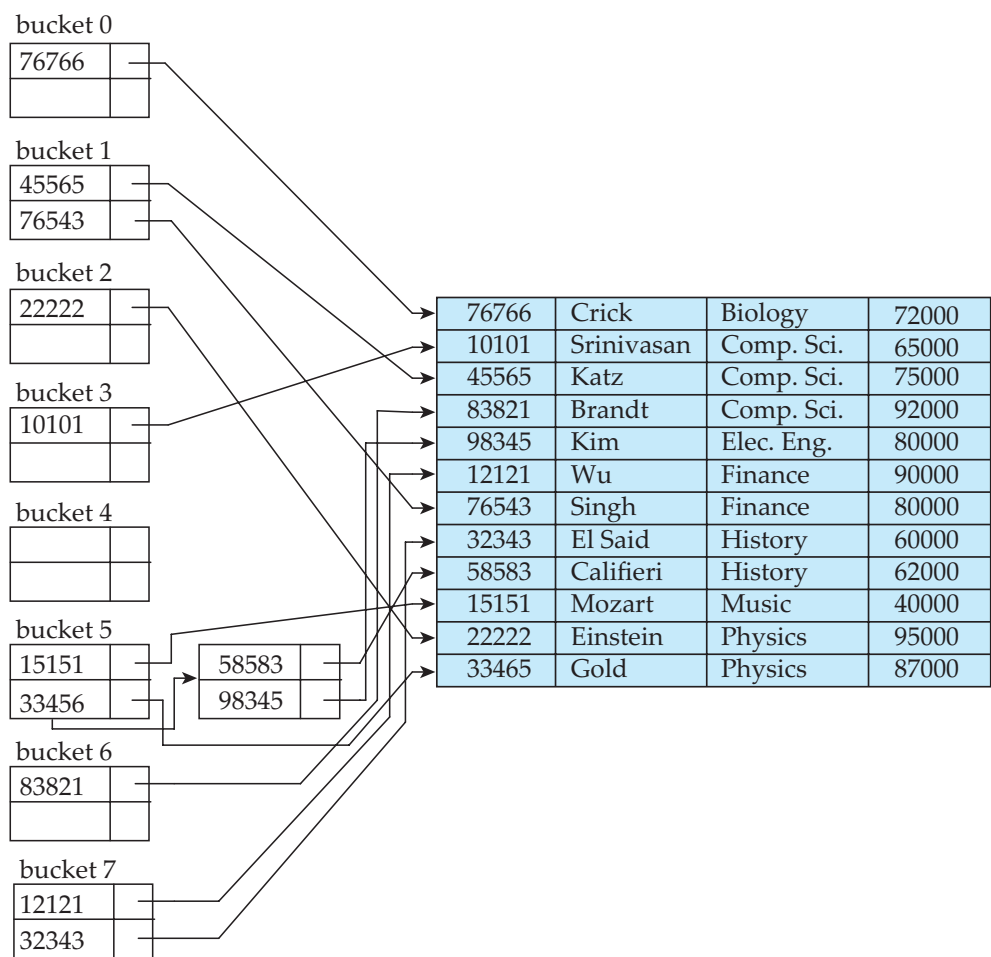 bucket 0
76766
bucket 1
45565
76543
bucket 2
22222
bucket 3
10101
bucket 4
bucket 5
15151
33456
58583
98345
bucket 6
83821
bucket 7
12121
32343
76766 Crick Biology 72000
10101 Srinivasan Comp. Sci. 65000
45565 Katz Comp. Sci. 75000
83821 Brandt Comp. Sci. 92000
98345 Kim Elec. Eng. 80000
12121 Wu Finance 90000
76543 Singh Finance 80000
32343 El Said History 60000
58583 Califieri History 62000
15151 Mozart Music 40000
22222 Einstein Physics 95000
33465 Gold Physics 87000